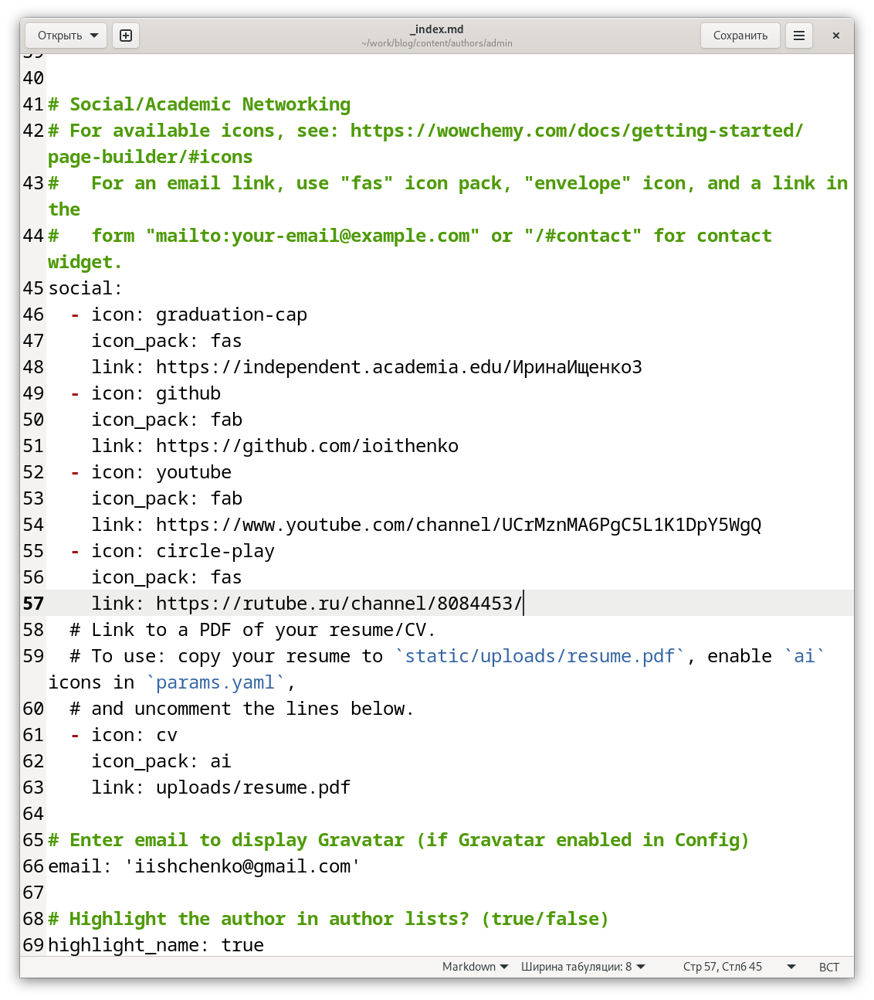 Открыть
_index.md
~/work/blog/content/authors/admin
Сохранить
39
40
41 # Social/Academic Networking
42 # For available icons, see: https://wowchemy.com/docs/getting-started/
page-builder/#icons
43 #   For an email link, use "fas" icon pack, "envelope" icon, and a link in
the
44 #   form "mailto:your-email@example.com" or "/#contact" for contact
widget.
45 social:
46   - icon: graduation-cap
47     icon_pack: fas
48     link: https://independent.academia.edu/ИринаИщенко3
49   - icon: github
50     icon_pack: fab
51     link: https://github.com/ioithenko
52   - icon: youtube
53     icon_pack: fab
54     link: https://www.youtube.com/channel/UCrMznMA6PgC5L1K1DpY5WgQ
55   - icon: circle-play
56     icon_pack: fas
57     link: https://rutube.ru/channel/8084453/
58   # Link to a PDF of your resume/CV.
59   # To use: copy your resume to `static/uploads/resume.pdf`, enable `ai`
icons in `params.yaml`,
60   # and uncomment the lines below.
61   - icon: cv
62     icon_pack: ai
63     link: uploads/resume.pdf
64
65 # Enter email to display Gravatar (if Gravatar enabled in Config)
66 email: 'iishchenko@gmail.com'
67
68 # Highlight the author in author lists? (true/false)
69 highlight_name: true
Markdown
Ширина табуляции: 8
Стр 57, Стлб 45
ВСТ